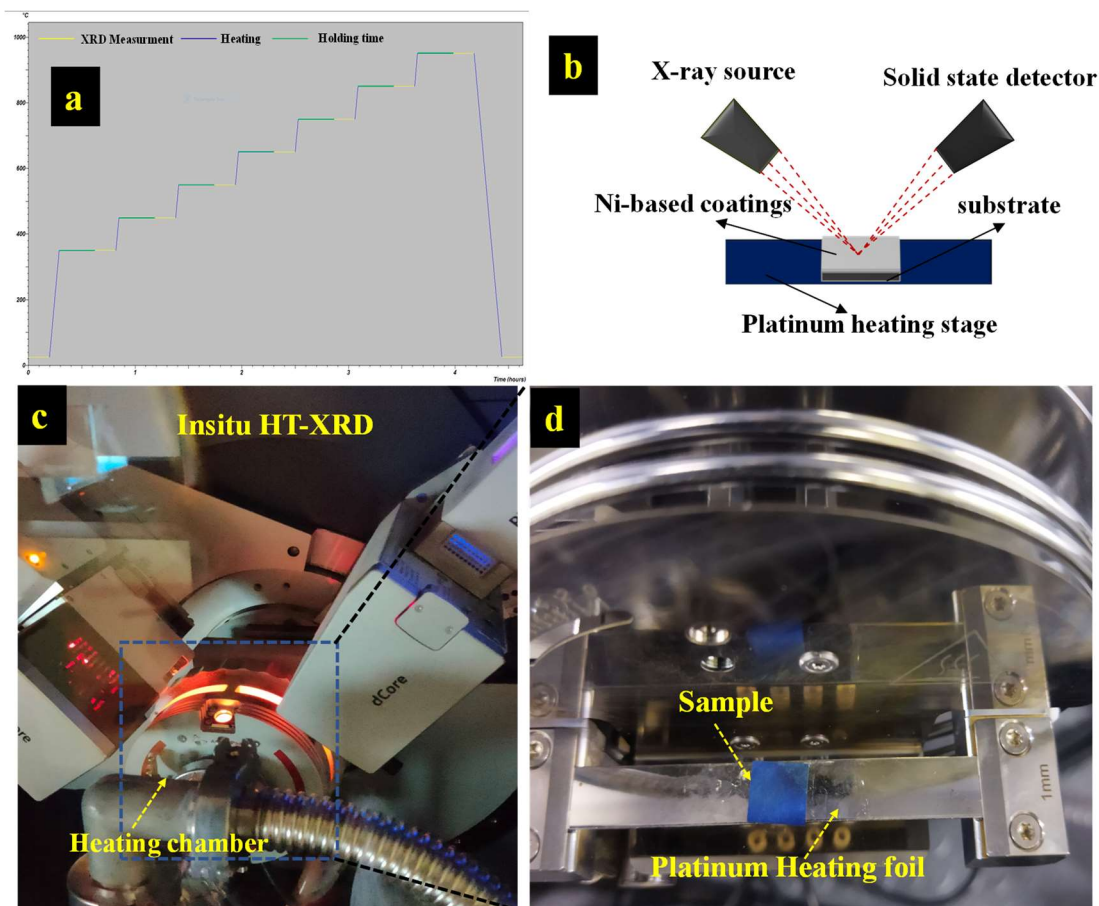 °C
XRD Measurment
Heating
Holding time
1000
800
600
400
200
0
0
1
2
3
4
Time (hours)
a
b
X-ray source
Solid state detector
Ni-based coatings
substrate
Platinum heating stage
c
Insitu HT-XRD
dCore
Heating chamber
d
Sample
Platinum Heating foil
1mm